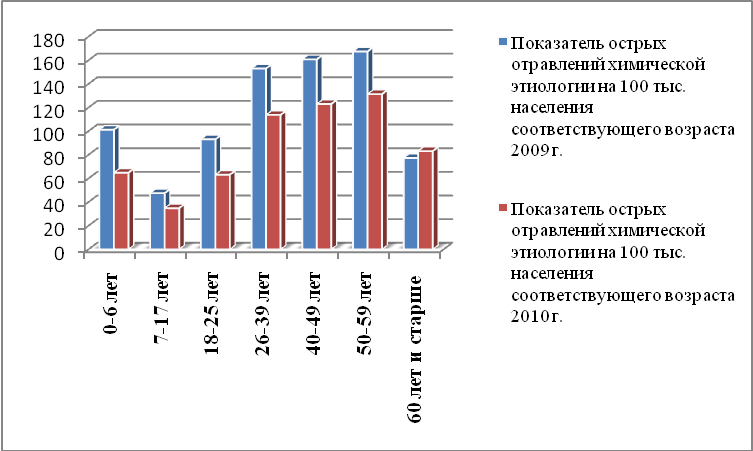 180
160
140
120
100
80
60
40
20
0
0-6 лет
7-17 лет
18-25 лет
26-39 лет
40-49 лет
50-59 лет
60 лет и старше
Показатель острых
отравлений химической
этиологии на 100 тыс.
населения
соответствующего возраста
2009 г.
Показатель острых
отравлений химической
этиологии на 100 тыс.
населения
соответствующего возраста
2010 г.